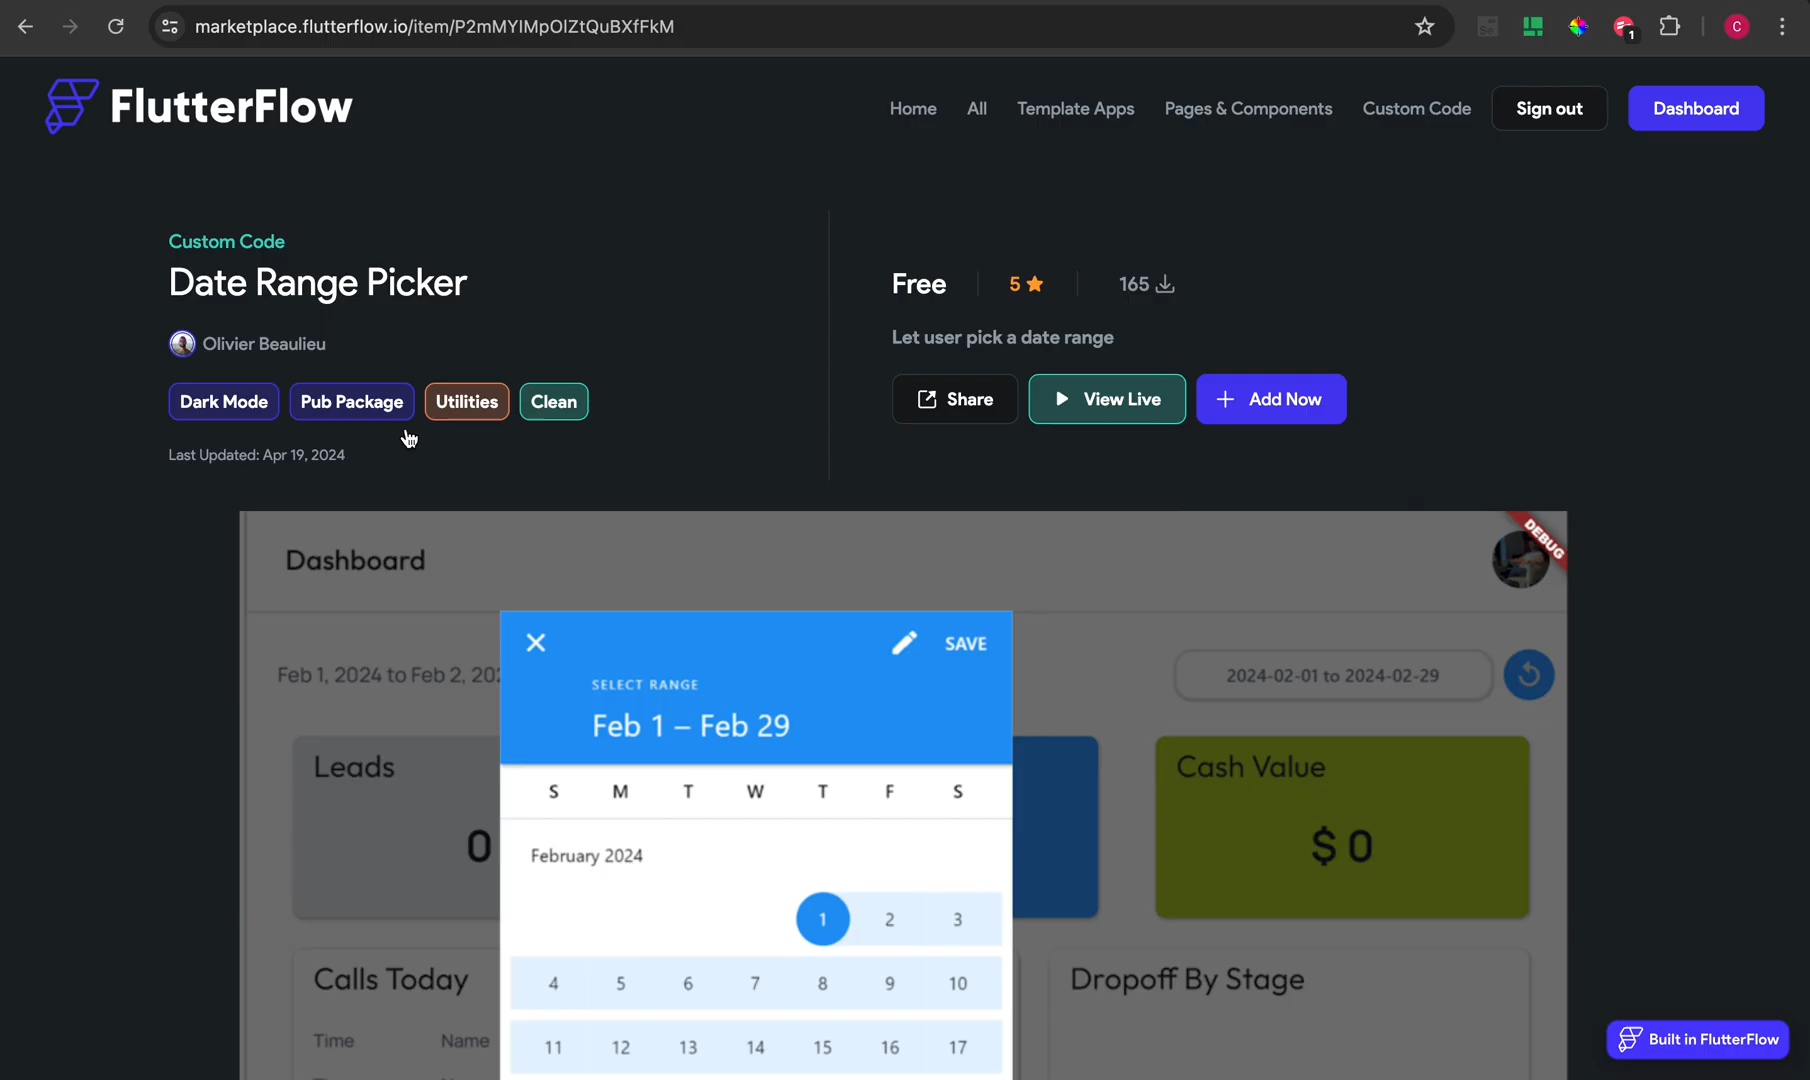 marketplace.flutterflow.io/item/P2mMYIMpOlZtQuBXfFkM
1
C
FlutterFlow
Home
All
Template Apps
Pages & Components
Custom Code
Sign out
Dashboard
Custom Code
Date Range Picker
Olivier Beaulieu
Dark Mode
Pub Package
Utilities
Clean
Last Updated: Apr 19, 2024
Free
5
165
Let user pick a date range
Share
View Live
Add Now
DEBUG
Dashboard
Feb 1, 2024 to Feb 2, 202
2024-02-01 to 2024-02-29
SAVE
SELECT RANGE
Feb 1 – Feb 29
S M T W T F S
February 2024
1 2 3
4 5 6 7 8 9 10
11 12 13 14 15 16 17
Leads
0
Cash Value
$ 0
Calls Today
Time Name
Dropoff By Stage
Built in FlutterFlow